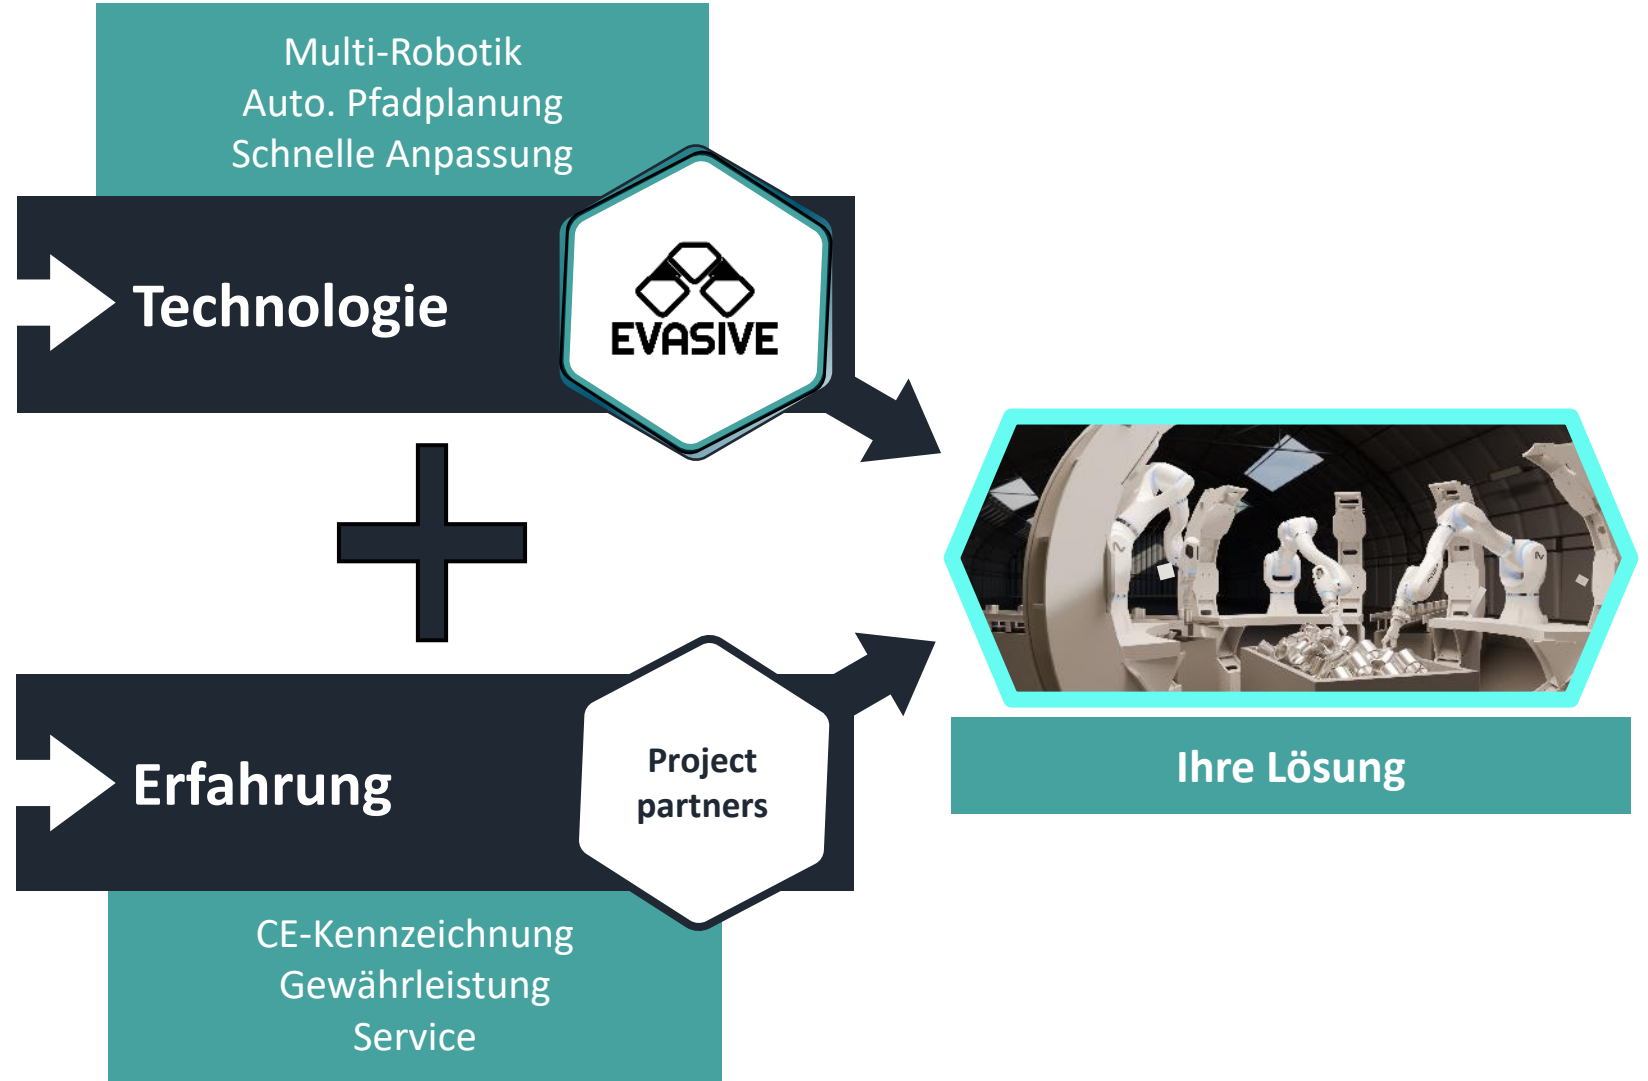 Multi-Robotik
Auto. Pfadplanung
Schnelle Anpassung
Technologie
EVASIVE
Erfahrung
Project
partners
CE-Kennzeichnung
Gewährleistung
Service
Ihre Lösung